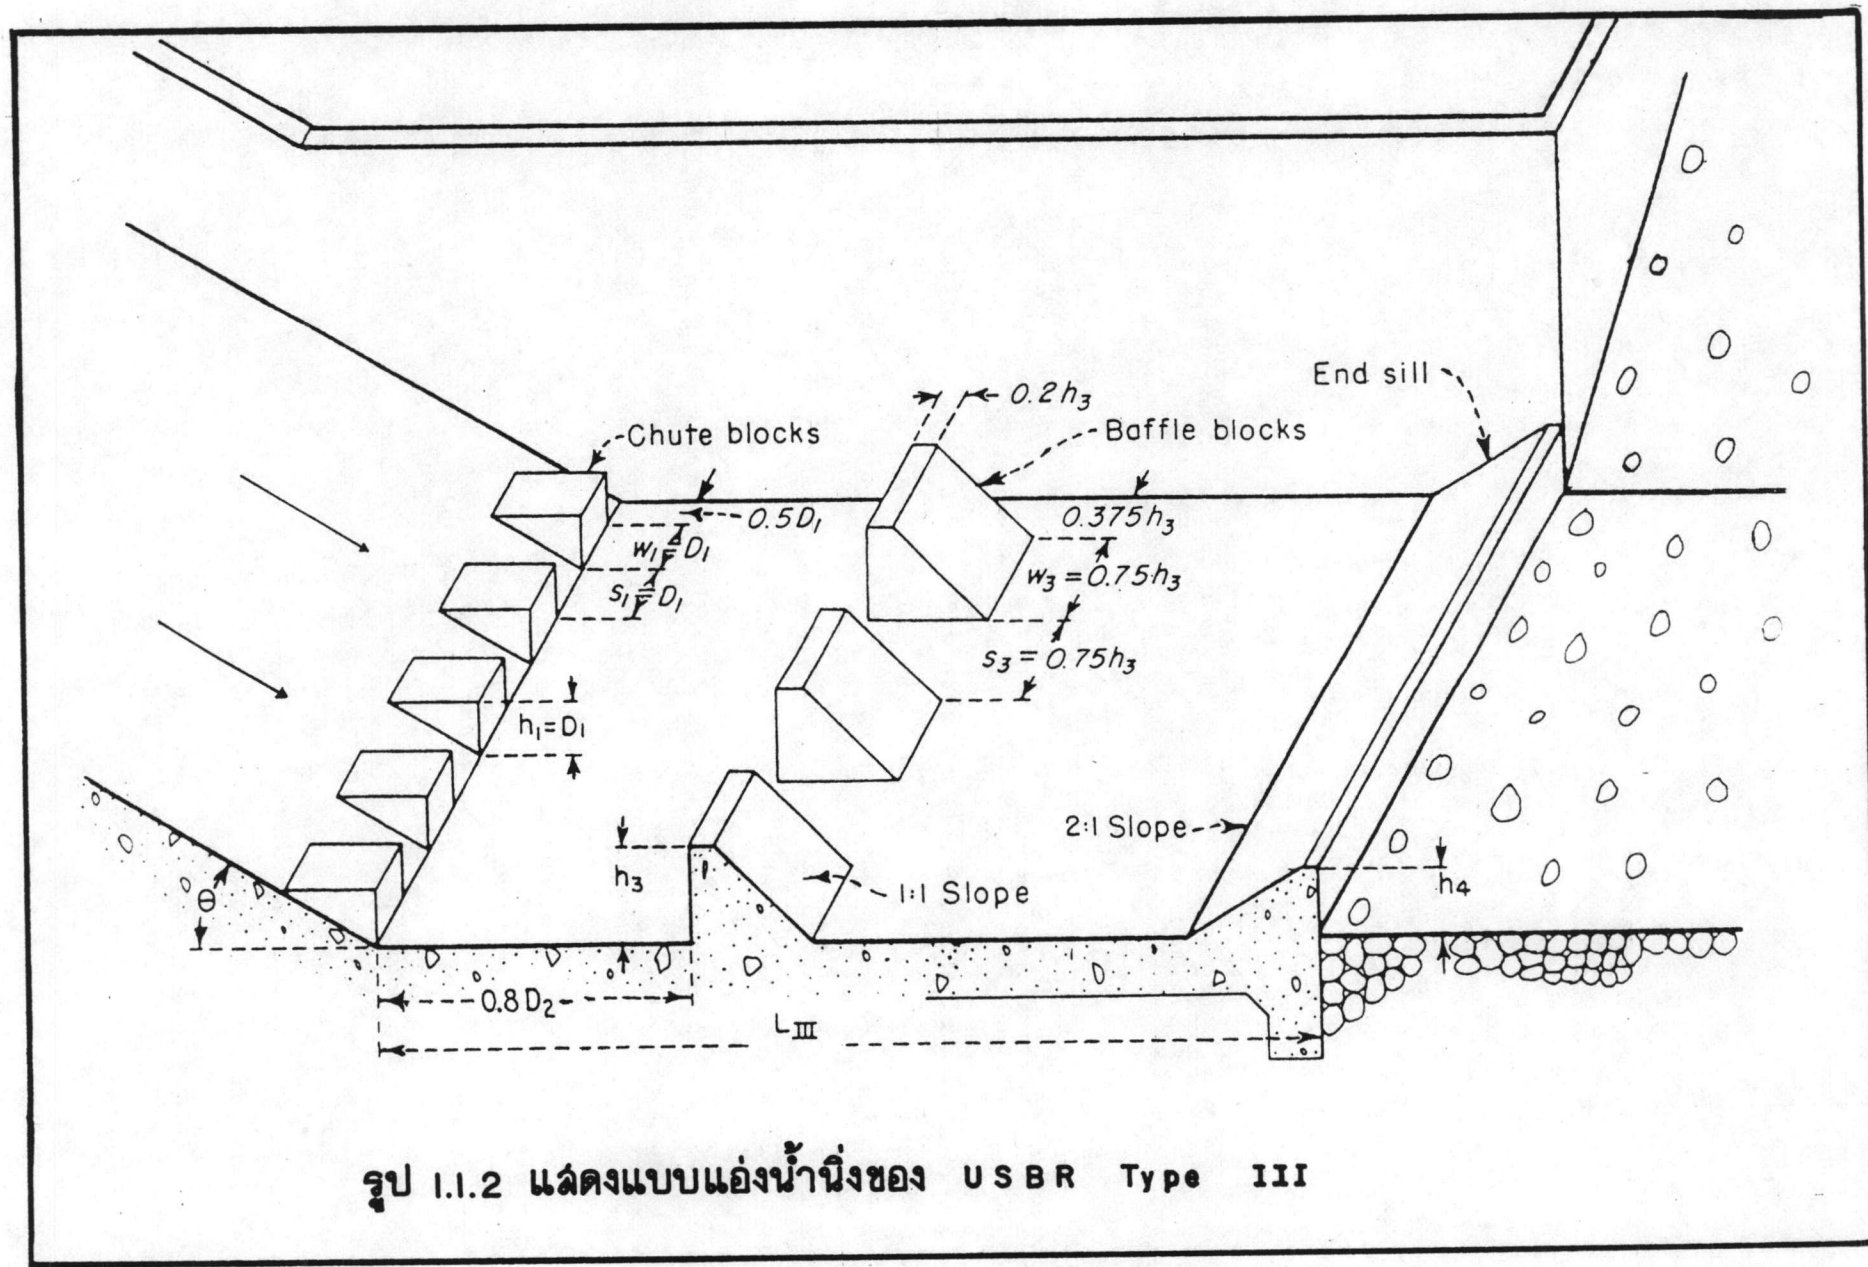 End sill
0.2h₃
Chute blocks
Baffle blocks
0.5D₁
0.375h₃
w₁ = D₁
w₃ = 0.75h₃
s₁ = D₁
s₃ = 0.75h₃
h₁ = D₁
2:1 Slope
h₃
1:1 Slope
h₄
θ
0.8D₂
L III
รูป 1.1.2 แสดงแบบแอ่งน้ำนิ่งของ USBR Type III